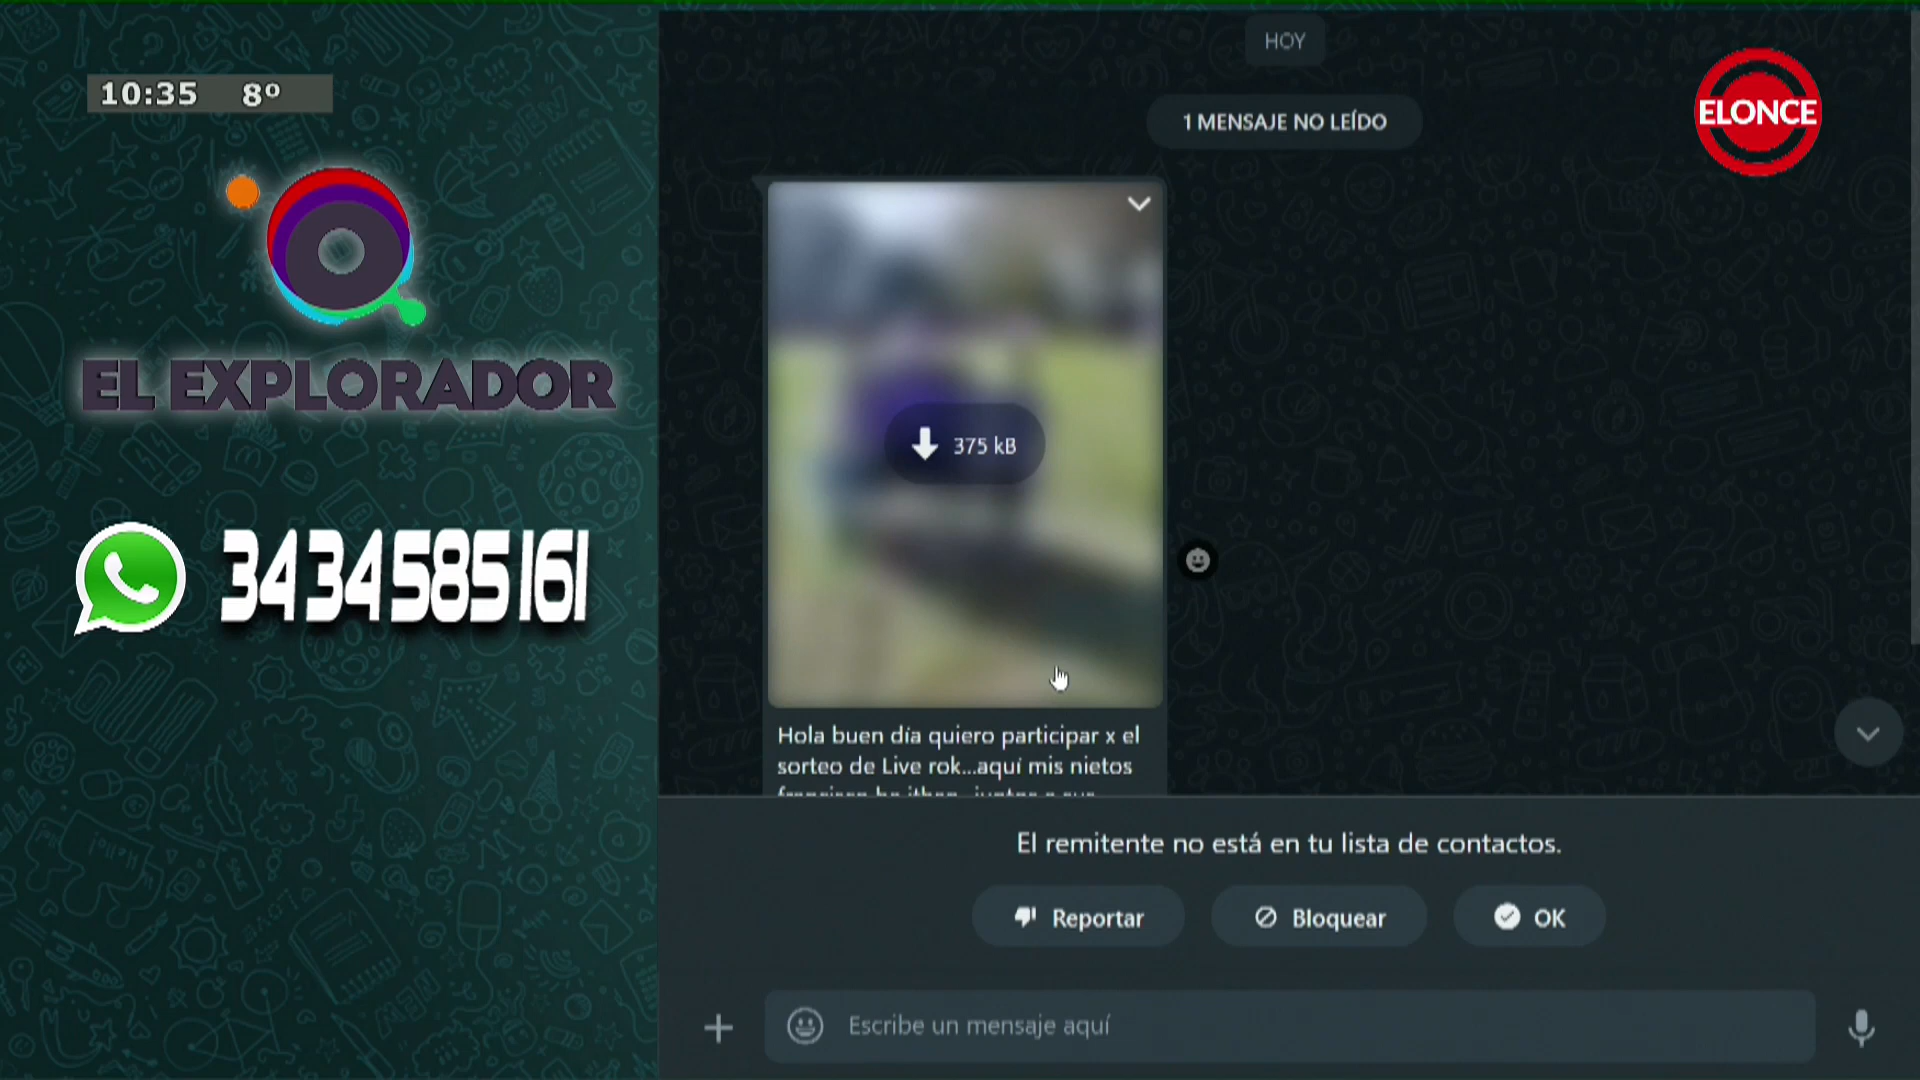 10:35 8º
EL EXPLORADOR
3434585161
HOY
ELONCE
1 MENSAJE NO LEÍDO
375 kB
Hola buen día quiero participar x el
sorteo de Live rok...aquí mis nietos
El remitente no está en tu lista de contactos.
Reportar
Bloquear
OK
Escribe un mensaje aquí